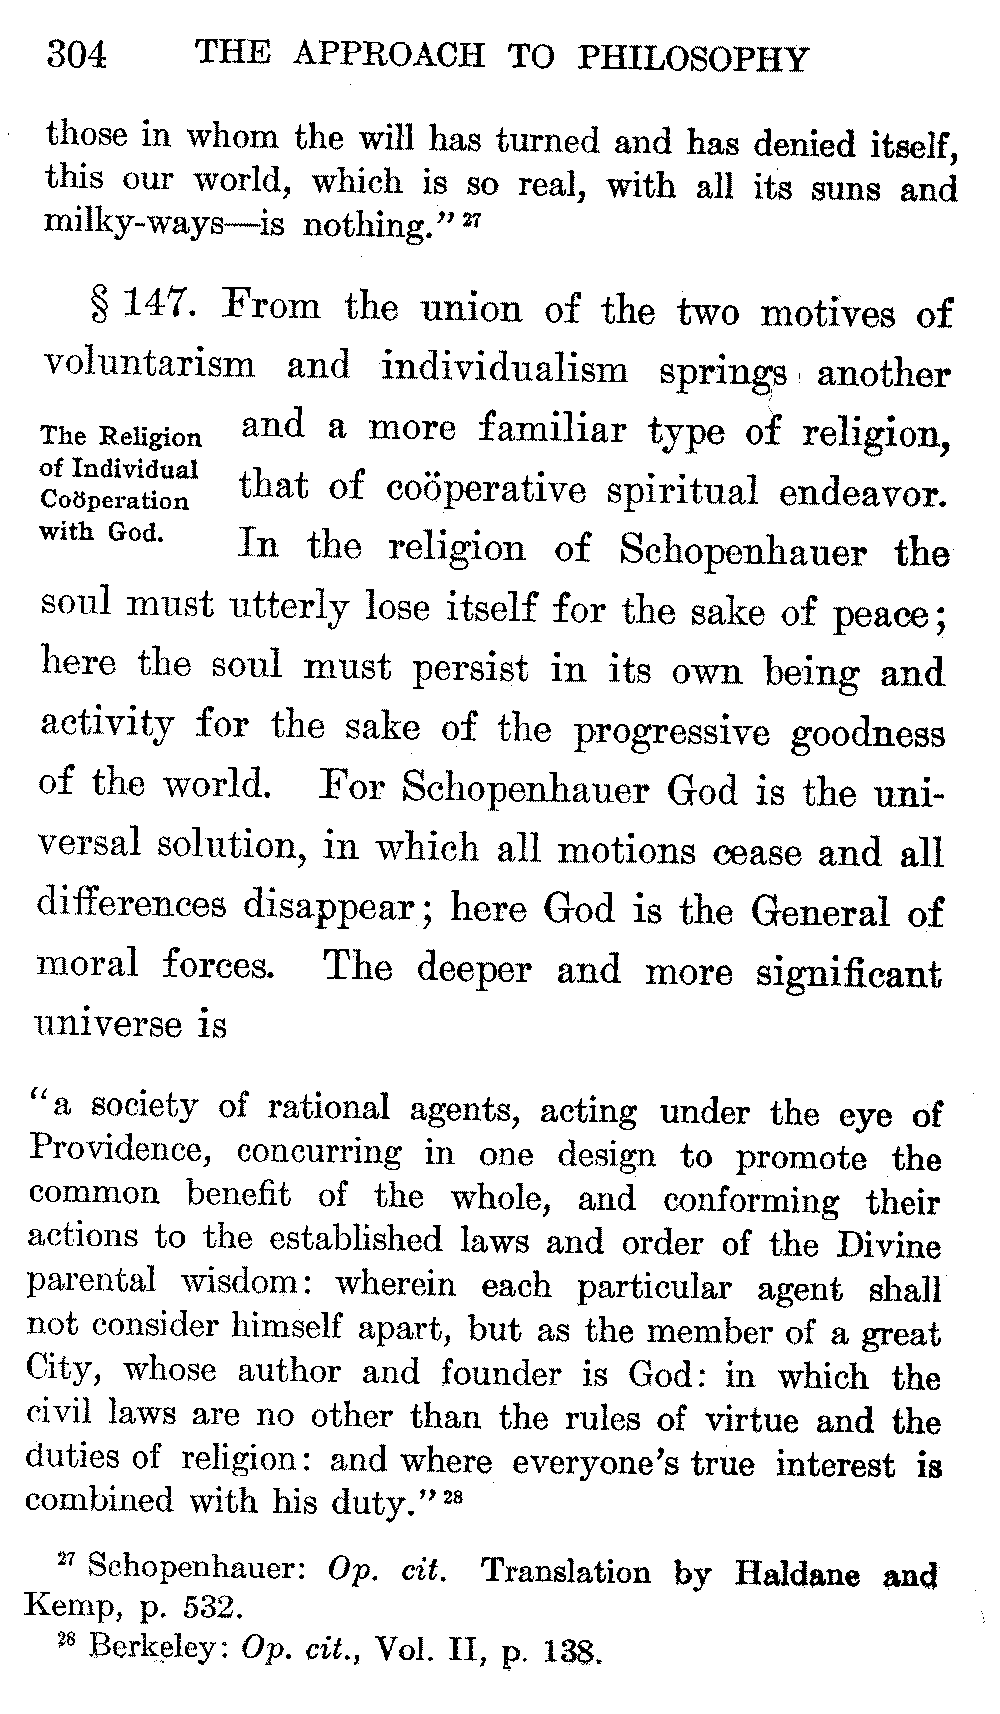 304 THE APPROACH TO PHILOSOPHY
those in whom the will has turned and has denied itself,
this our world, which is so real, with all its suns and
milky-ways—is nothing.” 27
§ 147. From the union of the two motives of
voluntarism and individualism springs another
The Religion
of Individual
Coöperation
with God.
and a more familiar type of religion,
that of coöperative spiritual endeavor.
In the religion of Schopenhauer the
soul must utterly lose itself for the sake of peace;
here the soul must persist in its own being and
activity for the sake of the progressive goodness
of the world. For Schopenhauer God is the uni-
versal solution, in which all motions cease and all
differences disappear; here God is the General of
moral forces. The deeper and more significant
universe is
“a society of rational agents, acting under the eye of
Providence, concurring in one design to promote the
common benefit of the whole, and conforming their
actions to the established laws and order of the Divine
parental wisdom: wherein each particular agent shall
not consider himself apart, but as the member of a great
City, whose author and founder is God: in which the
civil laws are no other than the rules of virtue and the
duties of religion: and where everyone’s true interest is
combined with his duty.” 28
27 Schopenhauer: Op. cit. Translation by Haldane and
Kemp, p. 532.
28 Berkeley: Op. cit., Vol. II, p. 138.